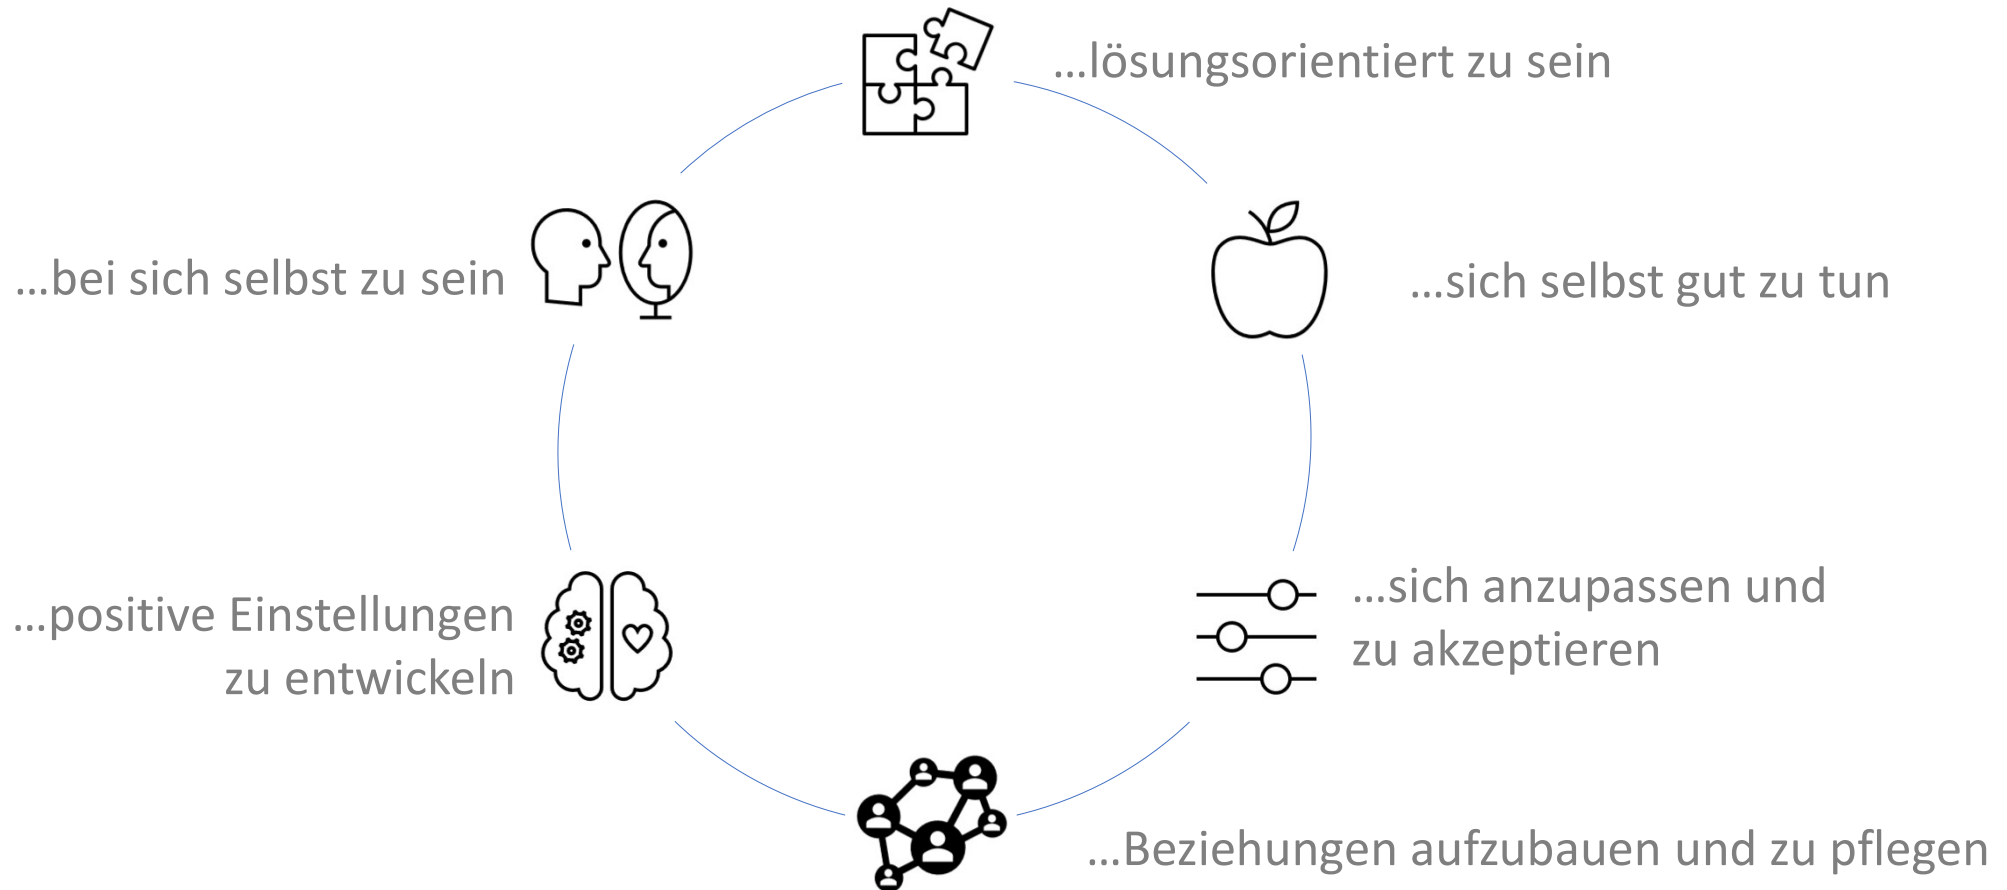 ...lösungsorientiert zu sein
...bei sich selbst zu sein
...sich selbst gut zu tun
...positive Einstellungen
zu entwickeln
...sich anzupassen und
zu akzeptieren
...Beziehungen aufzubauen und zu pflegen